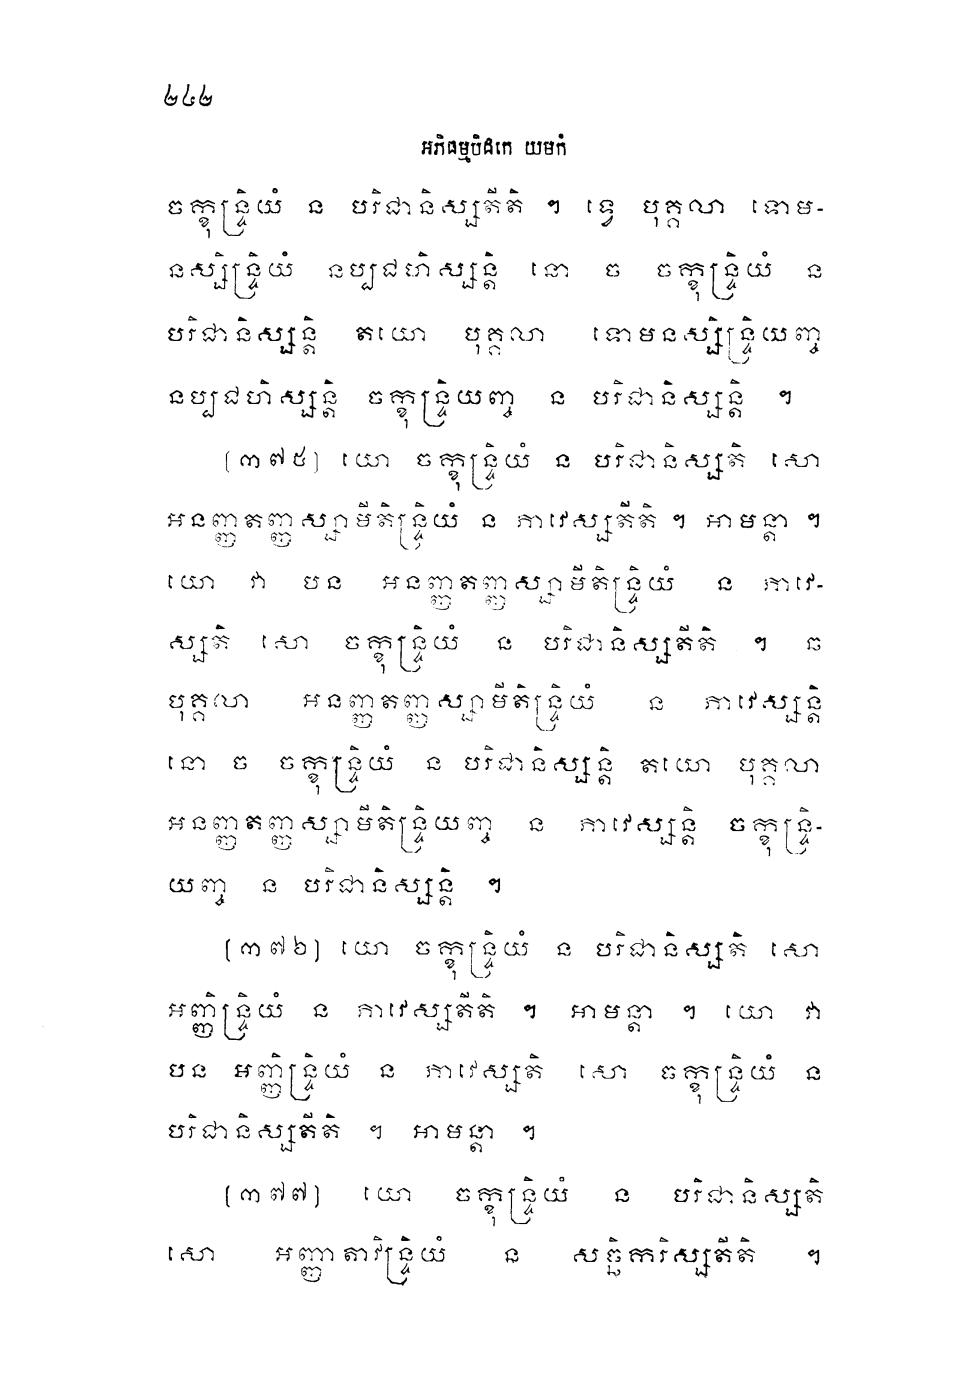 ២៤២
អភិធម្មបិដកេ យមកំ
ចក្ខុន្ទ្រិយំ ន បរិជានិស្សតីតិ ។ ទ្វេ បុគ្គលា ទោម-
នស្សិន្ទ្រិយំ នប្បជហិស្សន្តិ នោ ច ចក្ខុន្ទ្រិយំ ន
បរិជានិស្សន្តិ តយោ បុគ្គលា ទោមនស្សិន្ទ្រិយញ្ច
នប្បជហិស្សន្តិ ចក្ខុន្ទ្រិយញ្ច ន បរិជានិស្សន្តិ ។
(៣៧៥) យោ ចក្ខុន្ទ្រិយំ ន បរិជានិស្សតិ សោ
អនញ្ញតញ្ញស្សាមីតិន្ទ្រិយំ ន ភាវេស្សតីតិ ។ អាមន្តា ។
យោ វា បន អនញ្ញតញ្ញស្សាមីតិន្ទ្រិយំ ន ភាវេ-
ស្សតិ សោ ចក្ខុន្ទ្រិយំ ន បរិជានិស្សតីតិ ។ ឆ
បុគ្គលា អនញ្ញតញ្ញស្សាមីតិន្ទ្រិយំ ន ភាវេស្សន្តិ
នោ ច ចក្ខុន្ទ្រិយំ ន បរិជានិស្សន្តិ តយោ បុគ្គលា
អនញ្ញតញ្ញស្សាមីតិន្ទ្រិយញ្ច ន ភាវេស្សន្តិ ចក្ខុន្ទ្រិ-
យញ្ច ន បរិជានិស្សន្តិ ។
(៣៧៦) យោ ចក្ខុន្ទ្រិយំ ន បរិជានិស្សតិ សោ
អញ្ញិន្ទ្រិយំ ន ភាវេស្សតីតិ ។ អាមន្តា ។ យោ វា
បន អញ្ញិន្ទ្រិយំ ន ភាវេស្សតិ សោ ចក្ខុន្ទ្រិយំ ន
បរិជានិស្សតីតិ ។ អាមន្តា ។
(៣៧៧) យោ ចក្ខុន្ទ្រិយំ ន បរិជានិស្សតិ
សោ អញ្ញាតាវិន្ទ្រិយំ ន សច្ឆិករិស្សតីតិ ។